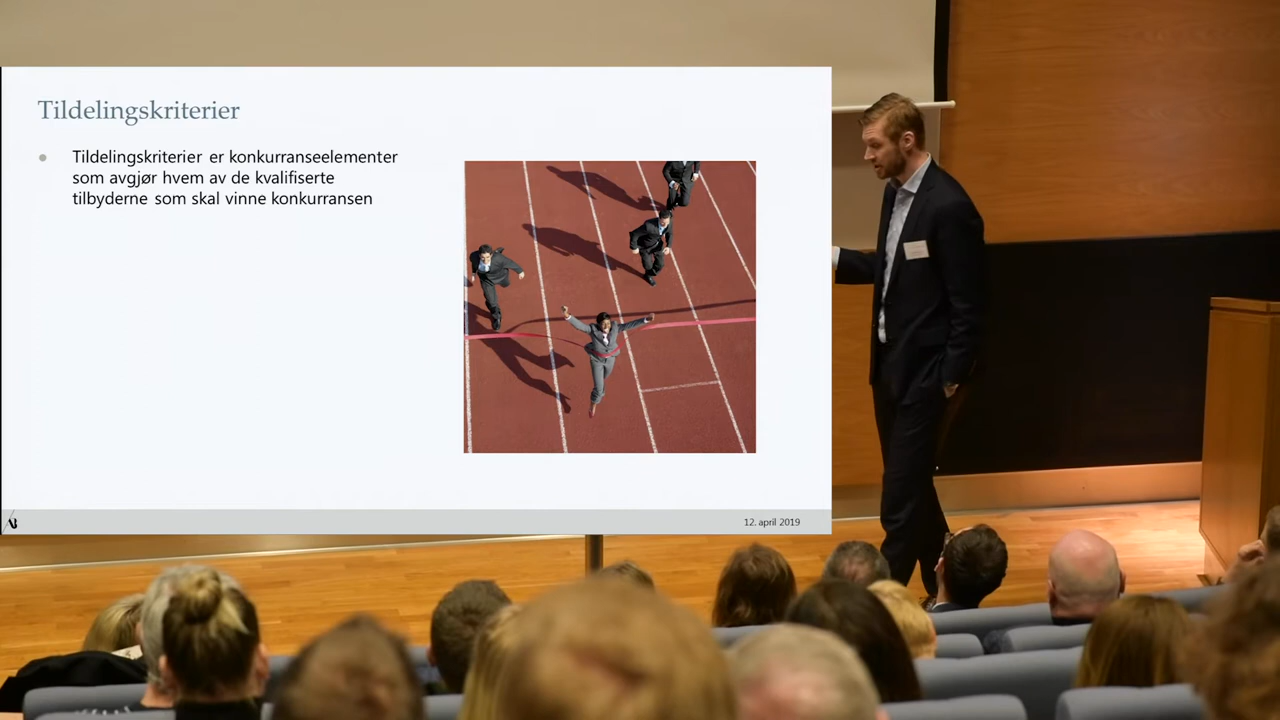 Tildelingskriterier
Tildelingskriterier er konkurranseelementer
som avgjør hvem av de kvalifiserte
tilbyderne som skal vinne konkurransen
12. april 2019